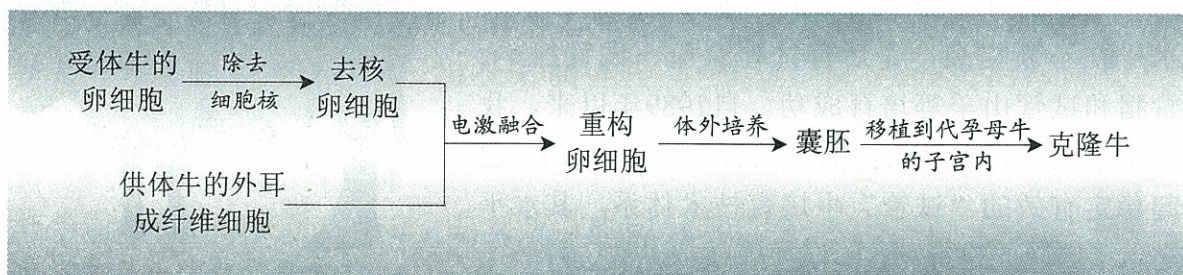 受体牛的
卵细胞
除去
细胞核
去核
卵细胞
供体牛的外耳
成纤维细胞
电激融合
重构
卵细胞
体外培养
囊胚
移植到代孕母牛
的子宫内
克隆牛